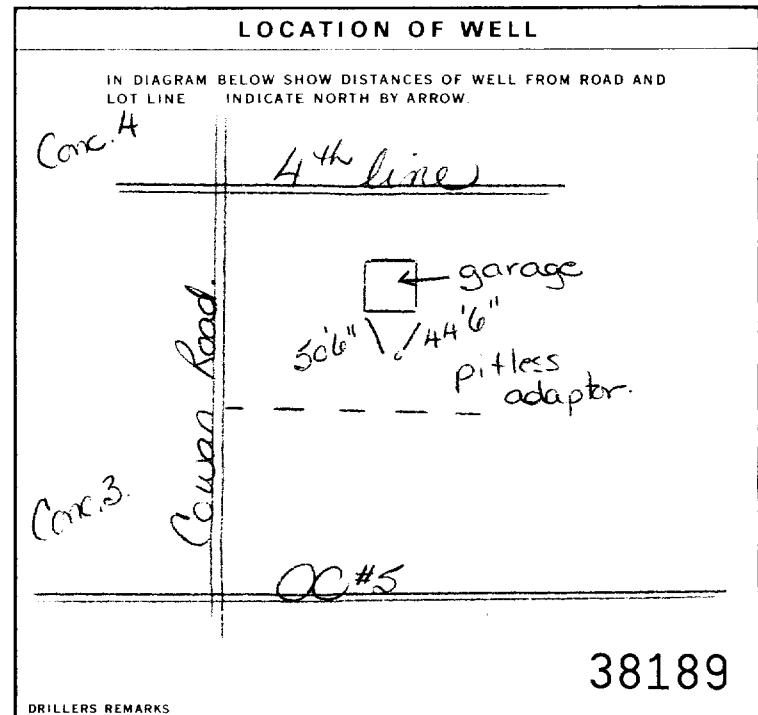 LOCATION OF WELL
IN DIAGRAM BELOW SHOW DISTANCES OF WELL FROM ROAD AND
LOT LINE INDICATE NORTH BY ARROW.
Conc. 4
4th line
garage
50'6"
44'6"
pitless
adaptor.
Cowan Road.
Conc. 3.
OC #5
38189
DRILLERS REMARKS